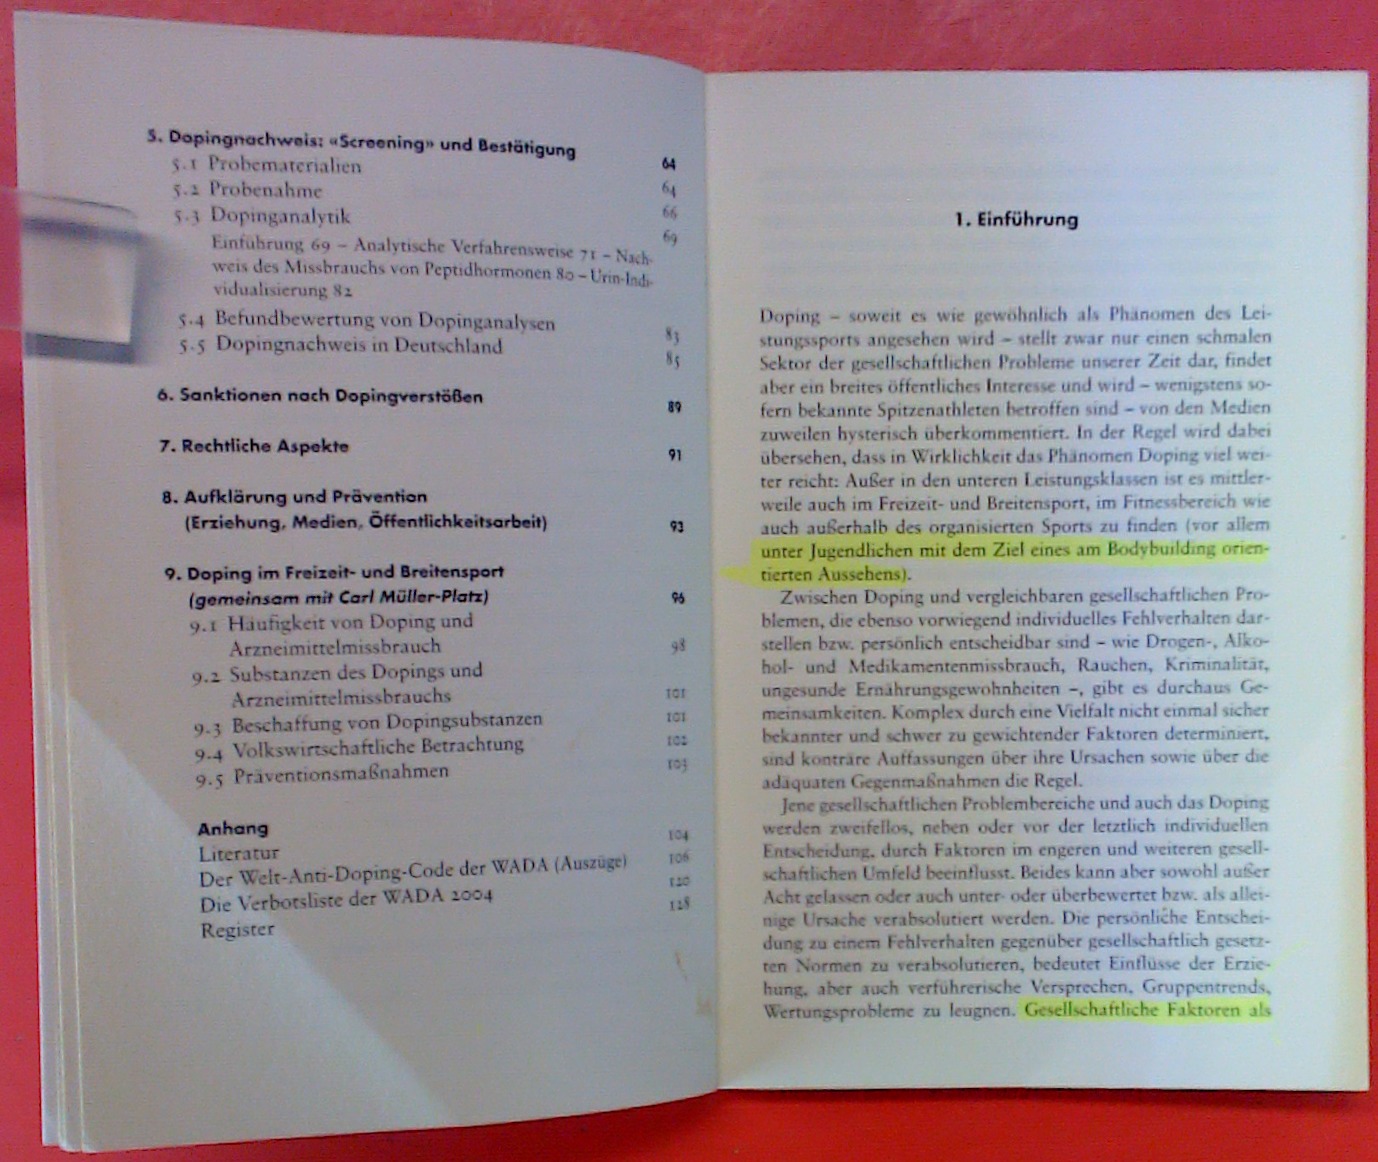 5. Dopingnachweis: «Screening» und Bestätigung 64
5.1 Probematerialien 64
5.2 Probenahme 66
5.3 Dopinganalytik 69
Einführung 69 – Analytische Verfahrensweise 71 – Nach-
weis des Missbrauchs von Peptidhormonen 80 – Urin-Indi-
vidualisierung 82
5.4 Befundbewertung von Dopinganalysen 83
5.5 Dopingnachweis in Deutschland 85
6. Sanktionen nach Dopingverstößen 89
7. Rechtliche Aspekte 91
8. Aufklärung und Prävention
(Erziehung, Medien, Öffentlichkeitsarbeit) 93
9. Doping im Freizeit- und Breitensport
(gemeinsam mit Carl Müller-Platz) 96
9.1 Häufigkeit von Doping und
Arzneimittelmissbrauch 98
9.2 Substanzen des Dopings und
Arzneimittelmissbrauchs 101
9.3 Beschaffung von Dopingsubstanzen 101
9.4 Volkswirtschaftliche Betrachtung 102
9.5 Präventionsmaßnahmen 103
Anhang
Literatur 104
Der Welt-Anti-Doping-Code der WADA (Auszüge) 106
Die Verbotsliste der WADA 2004 120
Register 128
1. Einführung
Doping – soweit es wie gewöhnlich als Phänomen des Lei-
stungssports angesehen wird – stellt zwar nur einen schmalen
Sektor der gesellschaftlichen Probleme unserer Zeit dar, findet
aber ein breites öffentliches Interesse und wird – wenigstens so-
fern bekannte Spitzenathleten betroffen sind – von den Medien
zuweilen hysterisch überkommentiert. In der Regel wird dabei
übersehen, dass in Wirklichkeit das Phänomen Doping viel wei-
ter reicht: Außer in den unteren Leistungsklassen ist es mittler-
weile auch im Freizeit- und Breitensport, im Fitnessbereich wie
auch außerhalb des organisierten Sports zu finden (vor allem
unter Jugendlichen mit dem Ziel eines am Bodybuilding orien-
tierten Aussehens).
Zwischen Doping und vergleichbaren gesellschaftlichen Pro-
blemen, die ebenso vorwiegend individuelles Fehlverhalten dar-
stellen bzw. persönlich entscheidbar sind – wie Drogen-, Alko-
hol- und Medikamentenmissbrauch, Rauchen, Kriminalität,
ungesunde Ernährungsgewohnheiten –, gibt es durchaus Ge-
meinsamkeiten. Komplex durch eine Vielfalt nicht einmal sicher
bekannter und schwer zu gewichtender Faktoren determiniert,
sind konträre Auffassungen über ihre Ursachen sowie über die
adäquaten Gegenmaßnahmen die Regel.
Jene gesellschaftlichen Problembereiche und auch das Doping
werden zweifellos, neben oder vor der letztlich individuellen
Entscheidung, durch Faktoren im engeren und weiteren gesell-
schaftlichen Umfeld beeinflusst. Beides kann aber sowohl außer
Acht gelassen oder auch unter- oder überbewertet bzw. als allei-
nige Ursache verabsolutiert werden. Die persönliche Entschei-
dung zu einem Fehlverhalten gegenüber gesellschaftlich gesetz-
ten Normen zu verabsolutieren, bedeutet Einflüsse der Erzie-
hung, aber auch verführerische Versprechen, Gruppentrends,
Wertungsprobleme zu leugnen. Gesellschaftliche Faktoren als